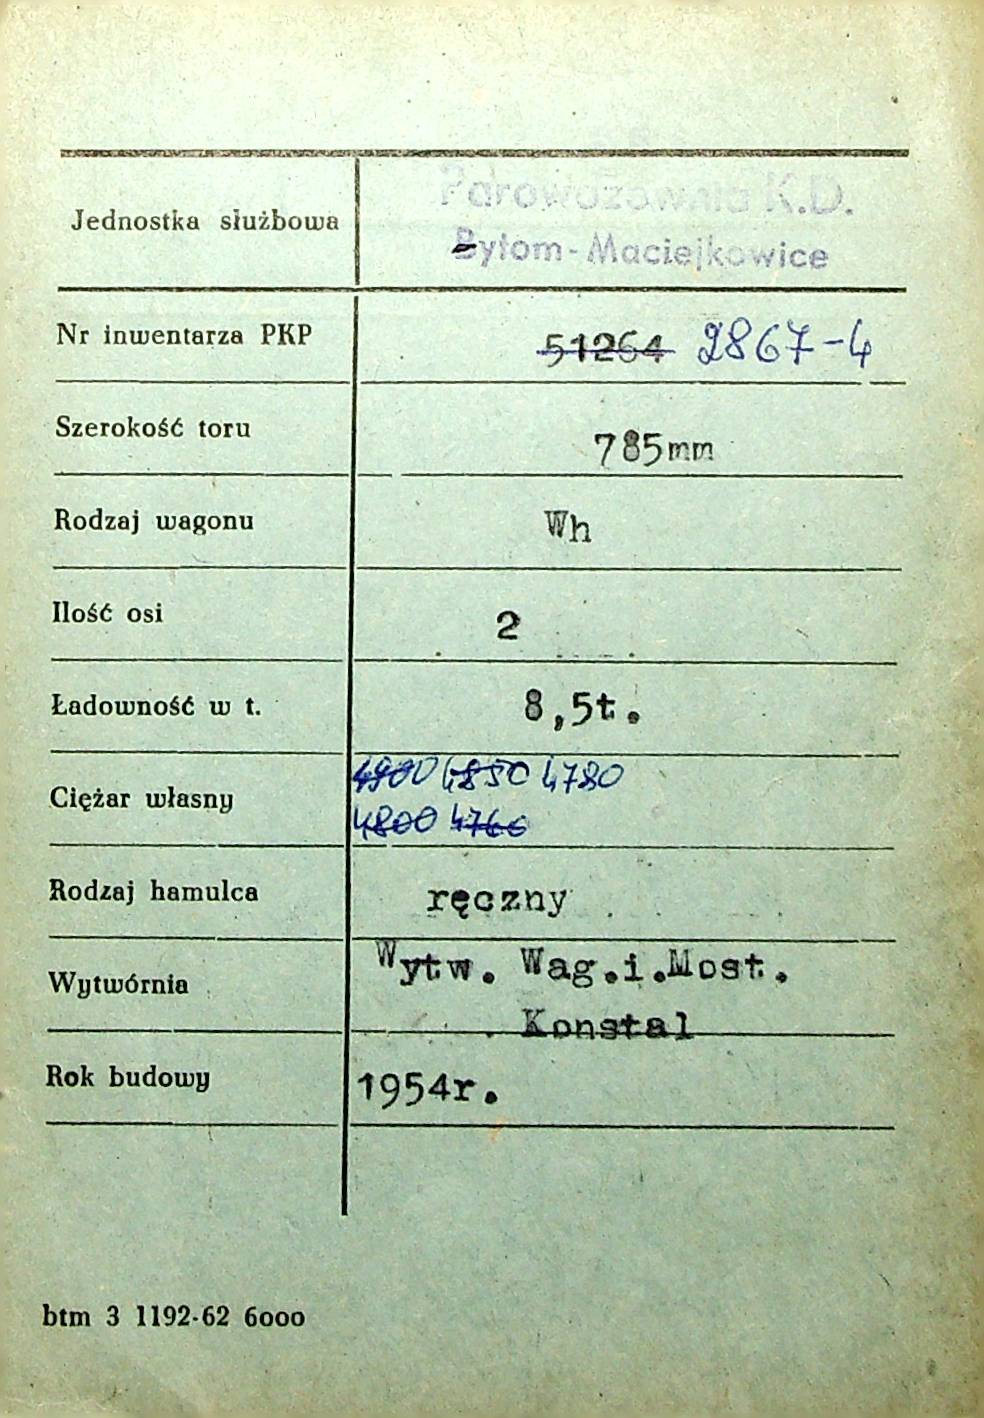 Parowozownia K.D.
Jednostka służbowa
Bytom-Maciejkowice
Nr inwentarza PKP 51264 2867-4
Szerokość toru 785mm
Rodzaj wagonu Wh
Ilość osi 2
Ładowność w t. 8,5t.
4900 4850 4780
Ciężar własny
4800 4760
Rodzaj hamulca ręczny
Wytw. Wag.i.Most.
Wytwórnia
Konstal
Rok budowy 1954r.
btm 3 1192-62 6000